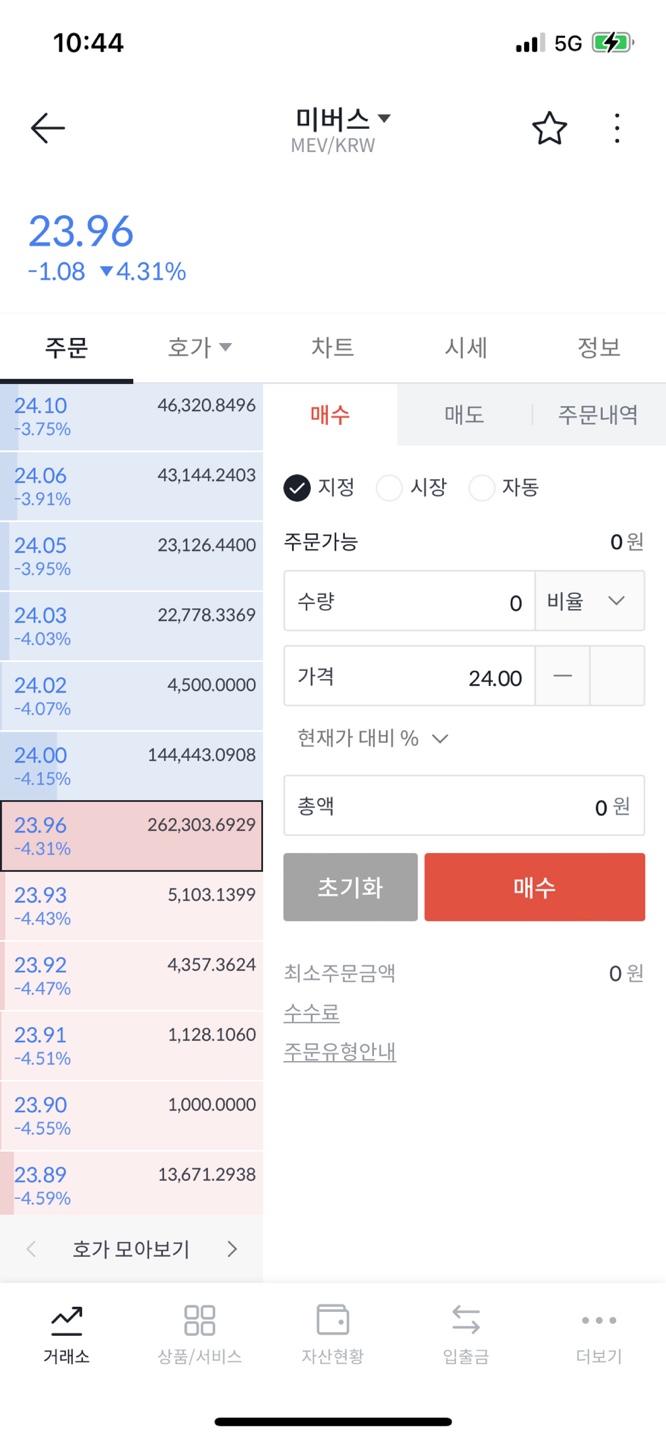 10:44
5G
미버스
MEV/KRW
23.96
-1.08 ▼4.31%
주문 호가 차트 시세 정보
24.10 46,320.8496
-3.75%
24.06 43,144.2403
-3.91%
24.05 23,126.4400
-3.95%
24.03 22,778.3369
-4.03%
24.02 4,500.0000
-4.07%
24.00 144,443.0908
-4.15%
23.96 262,303.6929
-4.31%
23.93 5,103.1399
-4.43%
23.92 4,357.3624
-4.47%
23.91 1,128.1060
-4.51%
23.90 1,000.0000
-4.55%
23.89 13,671.2938
-4.59%
호가 모아보기
매수 매도 주문내역
지정 시장 자동
주문가능 0 원
수량 0 비율
가격 24.00 —
현재가 대비 %
총액 0 원
초기화 매수
최소주문금액 0 원
수수료
주문유형안내
거래소 상품/서비스 자산현황 입출금 더보기